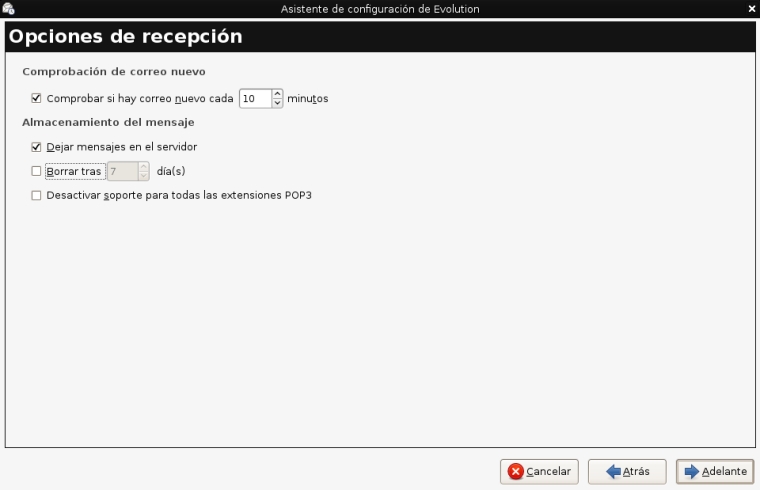 Asistente de configuración de Evolution
Opciones de recepción
Comprobación de correo nuevo
Comprobar si hay correo nuevo cada 10 minutos
Almacenamiento del mensaje
Dejar mensajes en el servidor
Borrar tras 7 día(s)
Desactivar soporte para todas las extensiones POP3
Cancelar Atrás Adelante